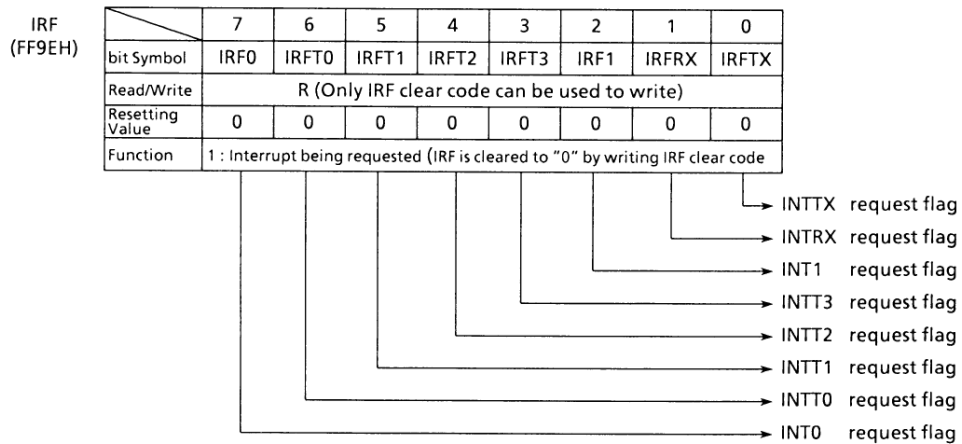 IRF 7 6 5 4 3 2 1 0
(FF9EH) bit Symbol IRF0 IRFT0 IRFT1 IRFT2 IRFT3 IRF1 IRFRX IRFTX
Read/Write R (Only IRF clear code can be used to write)
Resetting Value 0 0 0 0 0 0 0 0
Function 1 : Interrupt being requested (IRF is cleared to "0" by writing IRF clear code
INTTX request flag
INTRX request flag
INT1 request flag
INTT3 request flag
INTT2 request flag
INTT1 request flag
INTT0 request flag
INT0 request flag